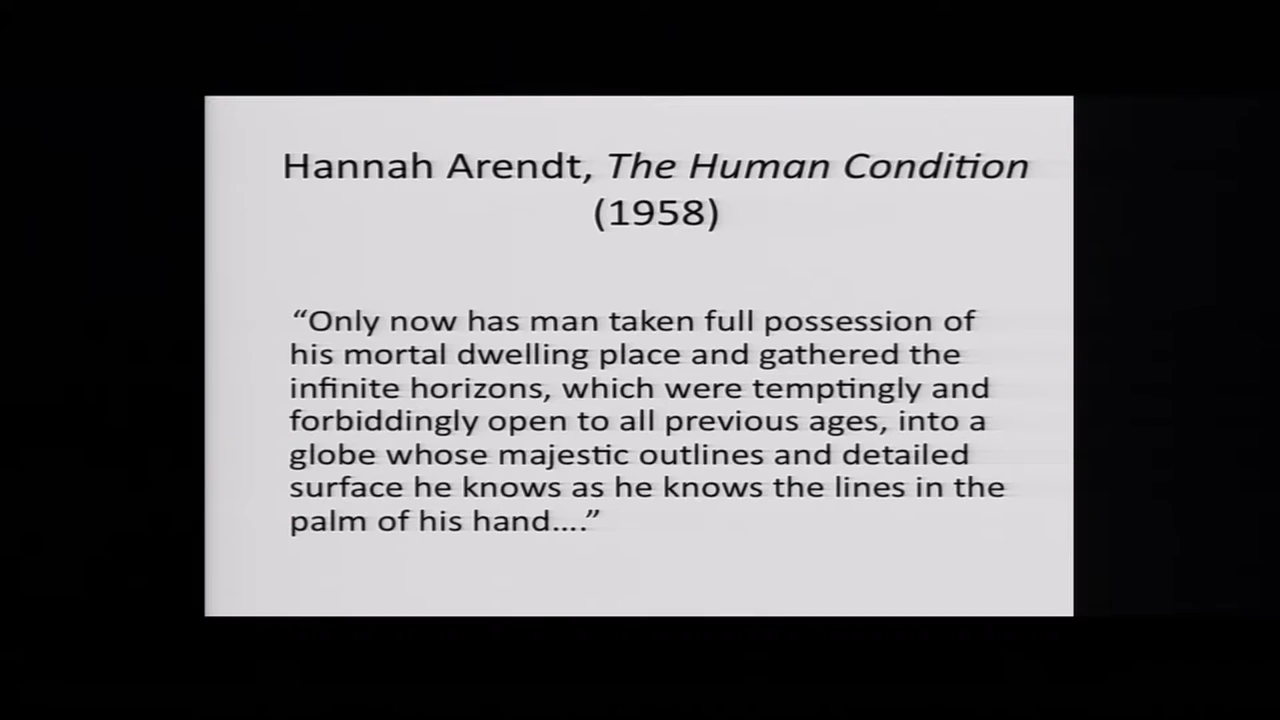 Hannah Arendt, The Human Condition
(1958)
“Only now has man taken full possession of
his mortal dwelling place and gathered the
infinite horizons, which were temptingly and
forbiddingly open to all previous ages, into a
globe whose majestic outlines and detailed
surface he knows as he knows the lines in the
palm of his hand....”